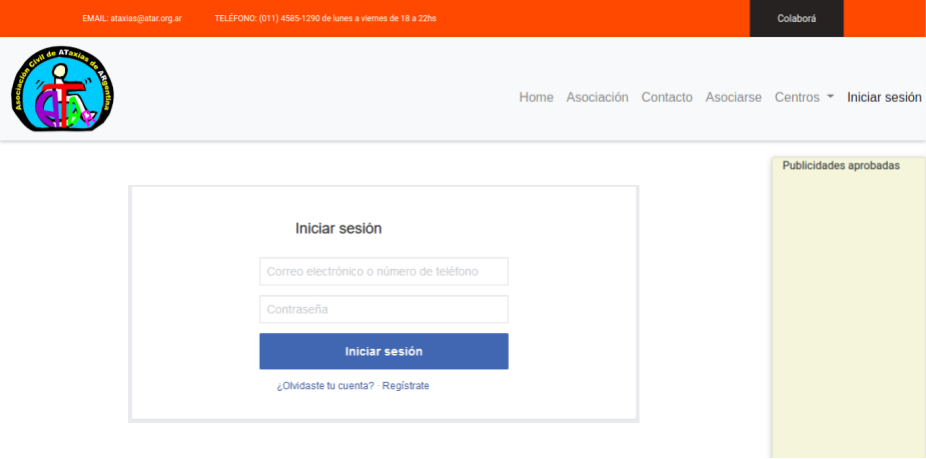 EMAIL: ataxias@atar.org.ar TELÉFONO: (011) 4585-1290 de lunes a viernes de 18 a 22hs Colaborá
Asociación Civil de ATaxias de ARgentina
ATAR
Home Asociación Contacto Asociarse Centros Iniciar sesión
Publicidades aprobadas
Iniciar sesión
Correo electrónico o número de teléfono
Contraseña
Iniciar sesión
¿Olvidaste tu cuenta? · Regístrate